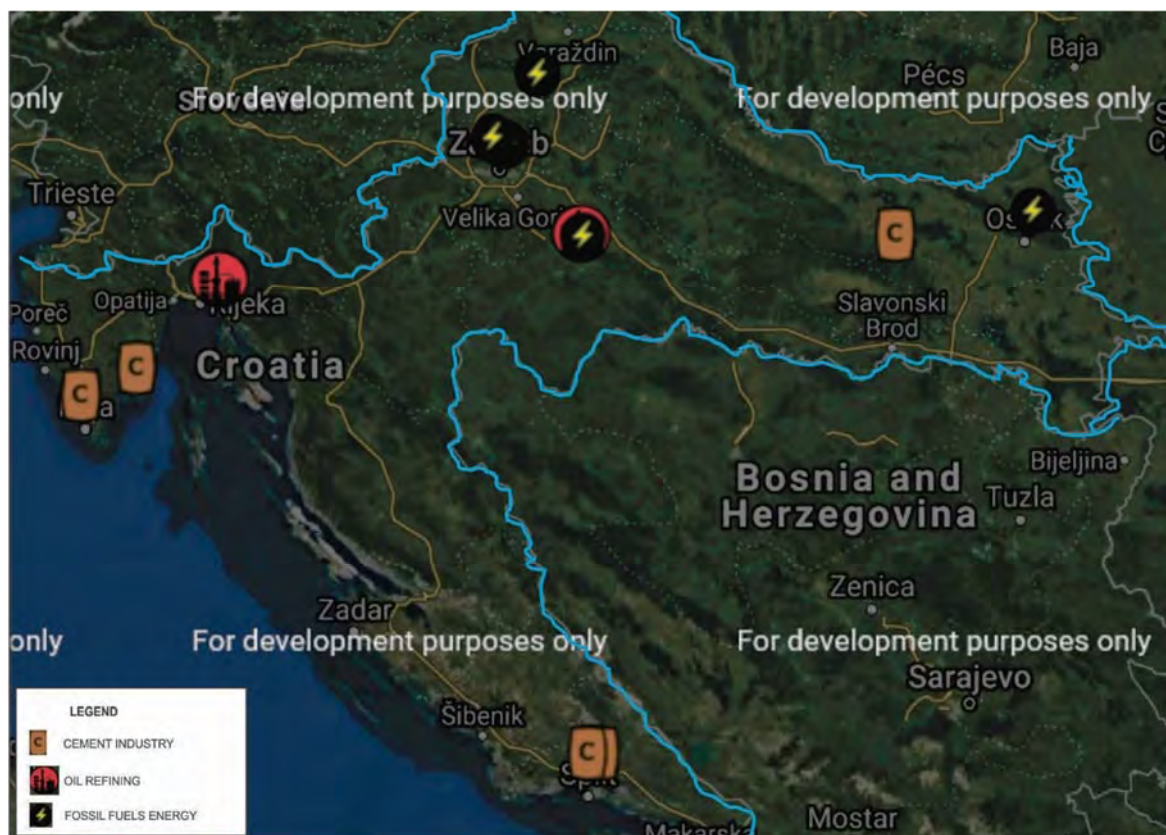 Varaždin
Baja
Pécs
only
For development purposes only
For development purposes only
Trieste
Velika Gori
Slavonski
Brod
Opatija
Rijeka
Poreč
Rovinj
Croatia
C
C
C
Bosnia and
Herzegovina
Bijeljina
Tuzla
Zenica
Zadar
only
For development purposes only
For development purposes only
Sarajevo
Šibenik
C
Split
Makarska
Mostar
LEGEND
C CEMENT INDUSTRY
OIL REFINING
FOSSIL FUELS ENERGY